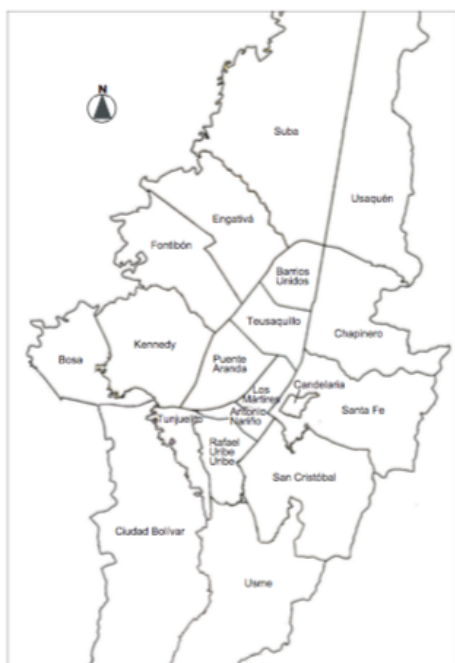 N
Suba
Usaquén
Engativá
Fontibón
Barrios
Unidos
Teusaquillo
Chapinero
Kennedy
Bosa
Puente
Aranda
Los
Mártires
Candelaria
Santa Fe
Tunjuelito
Antonio
Nariño
Rafael
Uribe
Uribe
San Cristóbal
Ciudad Bolívar
Usme